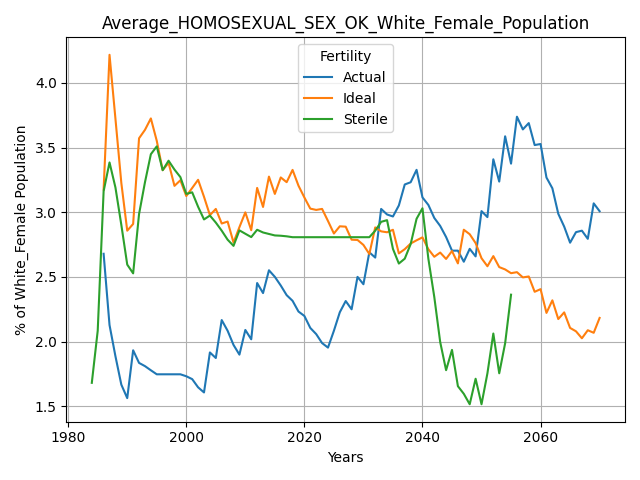 Average_HOMOSEXUAL_SEX_OK_White_Female_Population
Fertility
Actual
Ideal
Sterile
% of White_Female Population
4.0
3.5
3.0
2.5
2.0
1.5
1980
2000
2020
2040
2060
Years